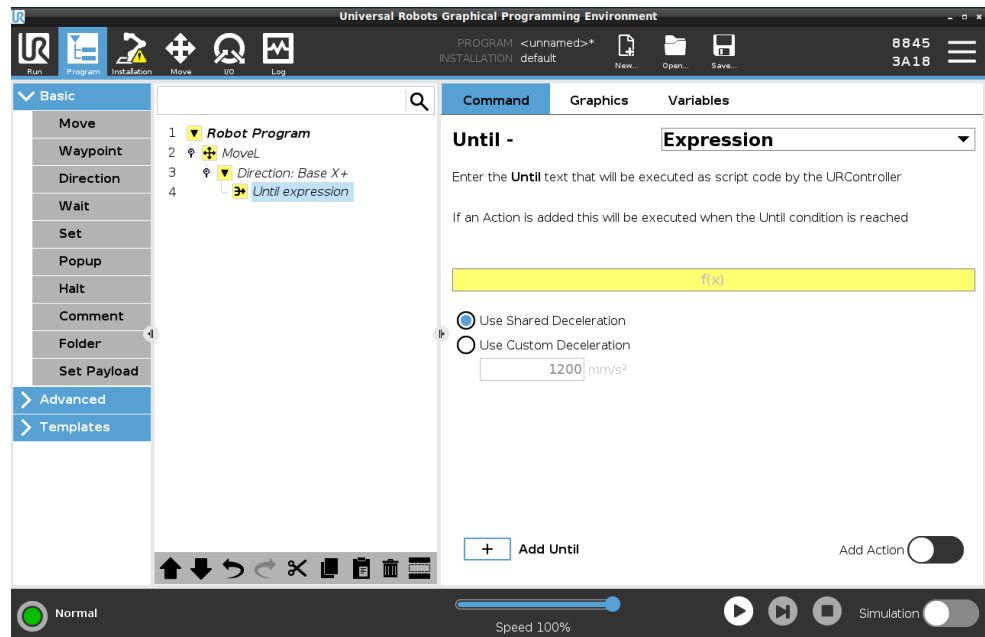 Universal Robots Graphical Programming Environment
Run
Program
Installation
Move
I/O
Log
PROGRAM <unnamed>*
INSTALLATION default
New...
Open...
Save...
8845
3A18
Basic
Move
Waypoint
Direction
Wait
Set
Popup
Halt
Comment
Folder
Set Payload
Advanced
Templates
1 Robot Program
2 MoveL
3 Direction: Base X+
4 Until expression
Command Graphics Variables
Until - Expression
Enter the Until text that will be executed as script code by the URController
If an Action is added this will be executed when the Until condition is reached
f(x)
Use Shared Deceleration
Use Custom Deceleration
1200 mm/s²
+ Add Until
Add Action
Normal
Speed 100%
Simulation